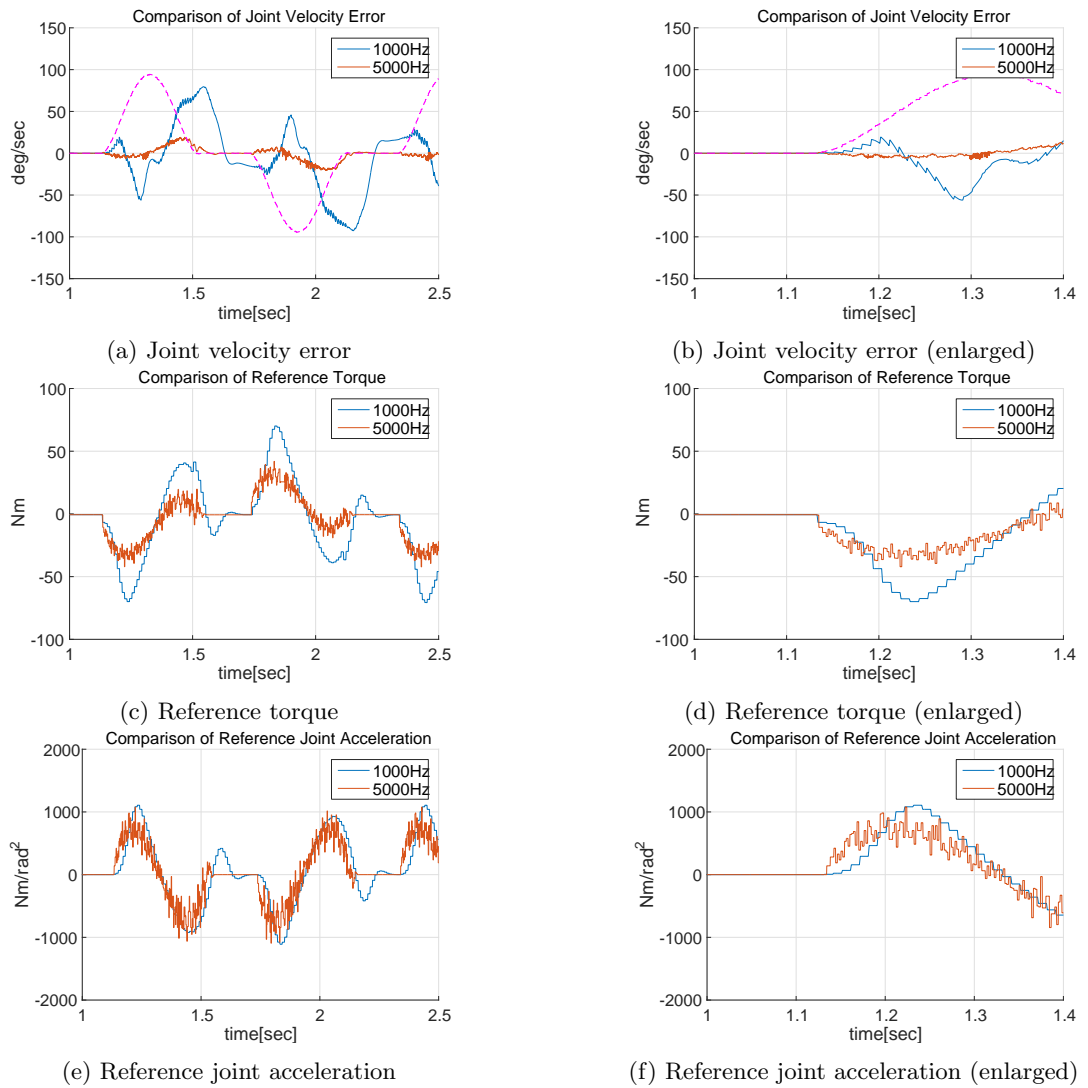 Comparison of Joint Velocity Error
150
100
50
0
-50
-100
-150
deg/sec
1000Hz
5000Hz
1
1.5
2
2.5
time[sec]
(a) Joint velocity error
Comparison of Joint Velocity Error
150
100
50
0
-50
-100
-150
deg/sec
1000Hz
5000Hz
1
1.1
1.2
1.3
1.4
time[sec]
(b) Joint velocity error (enlarged)
Comparison of Reference Torque
100
50
0
-50
-100
Nm
1000Hz
5000Hz
1
1.5
2
2.5
time[sec]
(c) Reference torque
Comparison of Reference Torque
100
50
0
-50
-100
Nm
1000Hz
5000Hz
1
1.1
1.2
1.3
1.4
time[sec]
(d) Reference torque (enlarged)
Comparison of Reference Joint Acceleration
2000
1000
0
-1000
-2000
Nm/rad²
1000Hz
5000Hz
1
1.5
2
2.5
time[sec]
(e) Reference joint acceleration
Comparison of Reference Joint Acceleration
2000
1000
0
-1000
-2000
Nm/rad²
1000Hz
5000Hz
1
1.1
1.2
1.3
1.4
time[sec]
(f) Reference joint acceleration (enlarged)